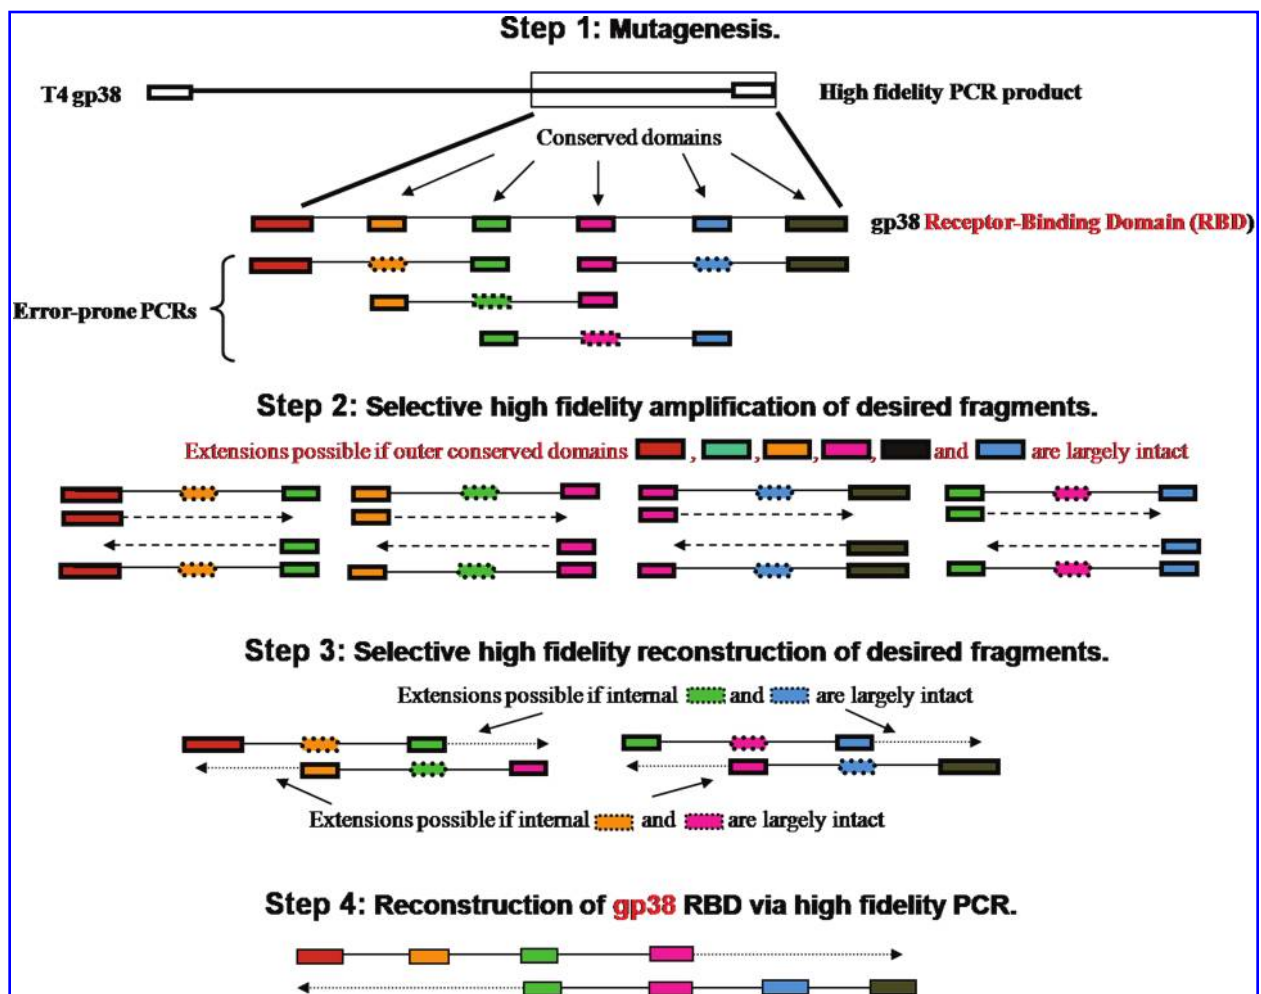 Step 1: Mutagenesis.
T4 gp38
High fidelity PCR product
Conserved domains
gp38 Receptor-Binding Domain (RBD)
Error-prone PCRs
Step 2: Selective high fidelity amplification of desired fragments.
Extensions possible if outer conserved domains , , , , and are largely intact
Step 3: Selective high fidelity reconstruction of desired fragments.
Extensions possible if internal and are largely intact
Extensions possible if internal and are largely intact
Step 4: Reconstruction of gp38 RBD via high fidelity PCR.